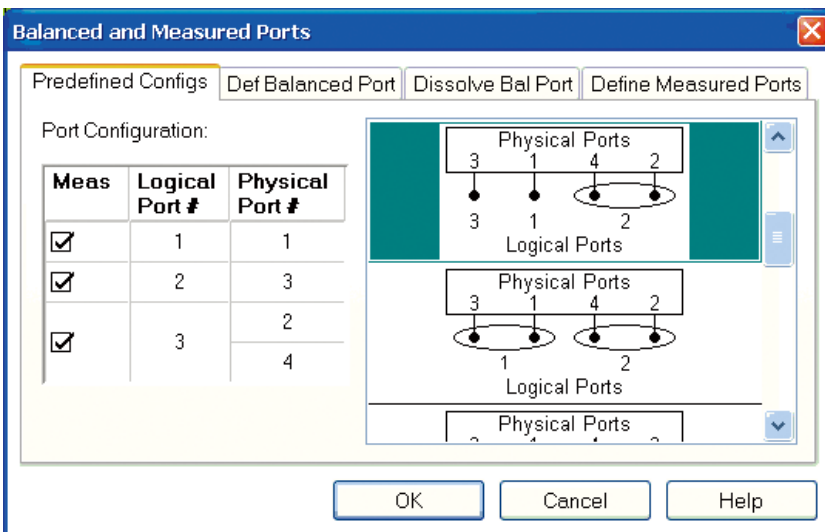 Balanced and Measured Ports
Predefined Configs Def Balanced Port Dissolve Bal Port Define Measured Ports
Port Configuration:
Meas Logical Port # Physical Port #
1 1
2 3
3 2
4
Physical Ports
3 1 4 2
3 1 2
Logical Ports
Physical Ports
3 1 4 2
1 2
Logical Ports
Physical Ports
OK Cancel Help